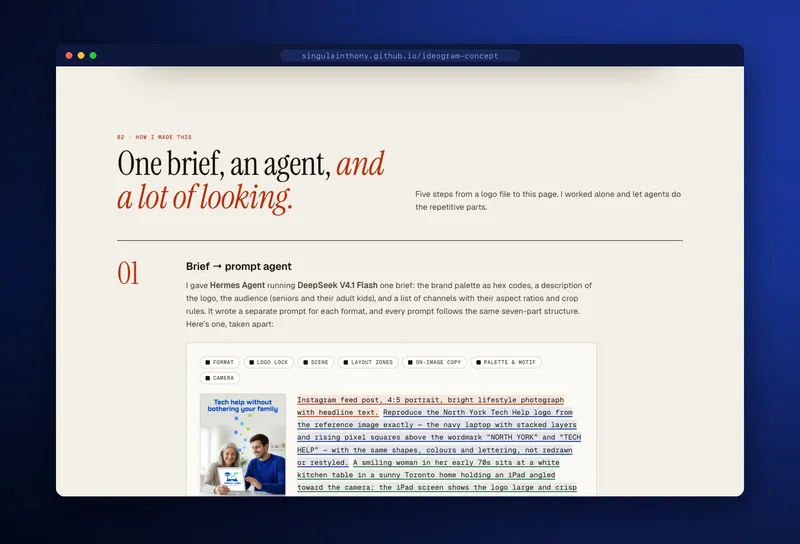 singulainthony.github.io/ideogram-concept
02 · HOW I MADE THIS
One brief, an agent, and
a lot of looking.
Five steps from a logo file to this page. I worked alone and let agents do
the repetitive parts.
01
Brief → prompt agent
I gave Hermes Agent running DeepSeek V4.1 Flash one brief: the brand palette as hex codes, a description
of the logo, the audience (seniors and their adult kids), and a list of channels with their aspect ratios and crop
rules. It wrote a separate prompt for each format, and every prompt follows the same seven-part structure.
Here's one, taken apart:
FORMAT
LOGO LOCK
SCENE
LAYOUT ZONES
ON-IMAGE COPY
PALETTE & MOTIF
CAMERA
Tech help without
bothering your family
Instagram feed post, 4:5 portrait, bright lifestyle photograph
with headline text. Reproduce the North York Tech Help logo from
the reference image exactly — the navy laptop with stacked layers
and rising pixel squares above the wordmark "NORTH YORK" and "TECH
HELP" — with the same shapes, colours and lettering, not redrawn
or restyled. A smiling woman in her early 70s sits at a white
kitchen table in a sunny Toronto home holding an iPad angled
toward the camera; the iPad screen shows the logo large and crisp